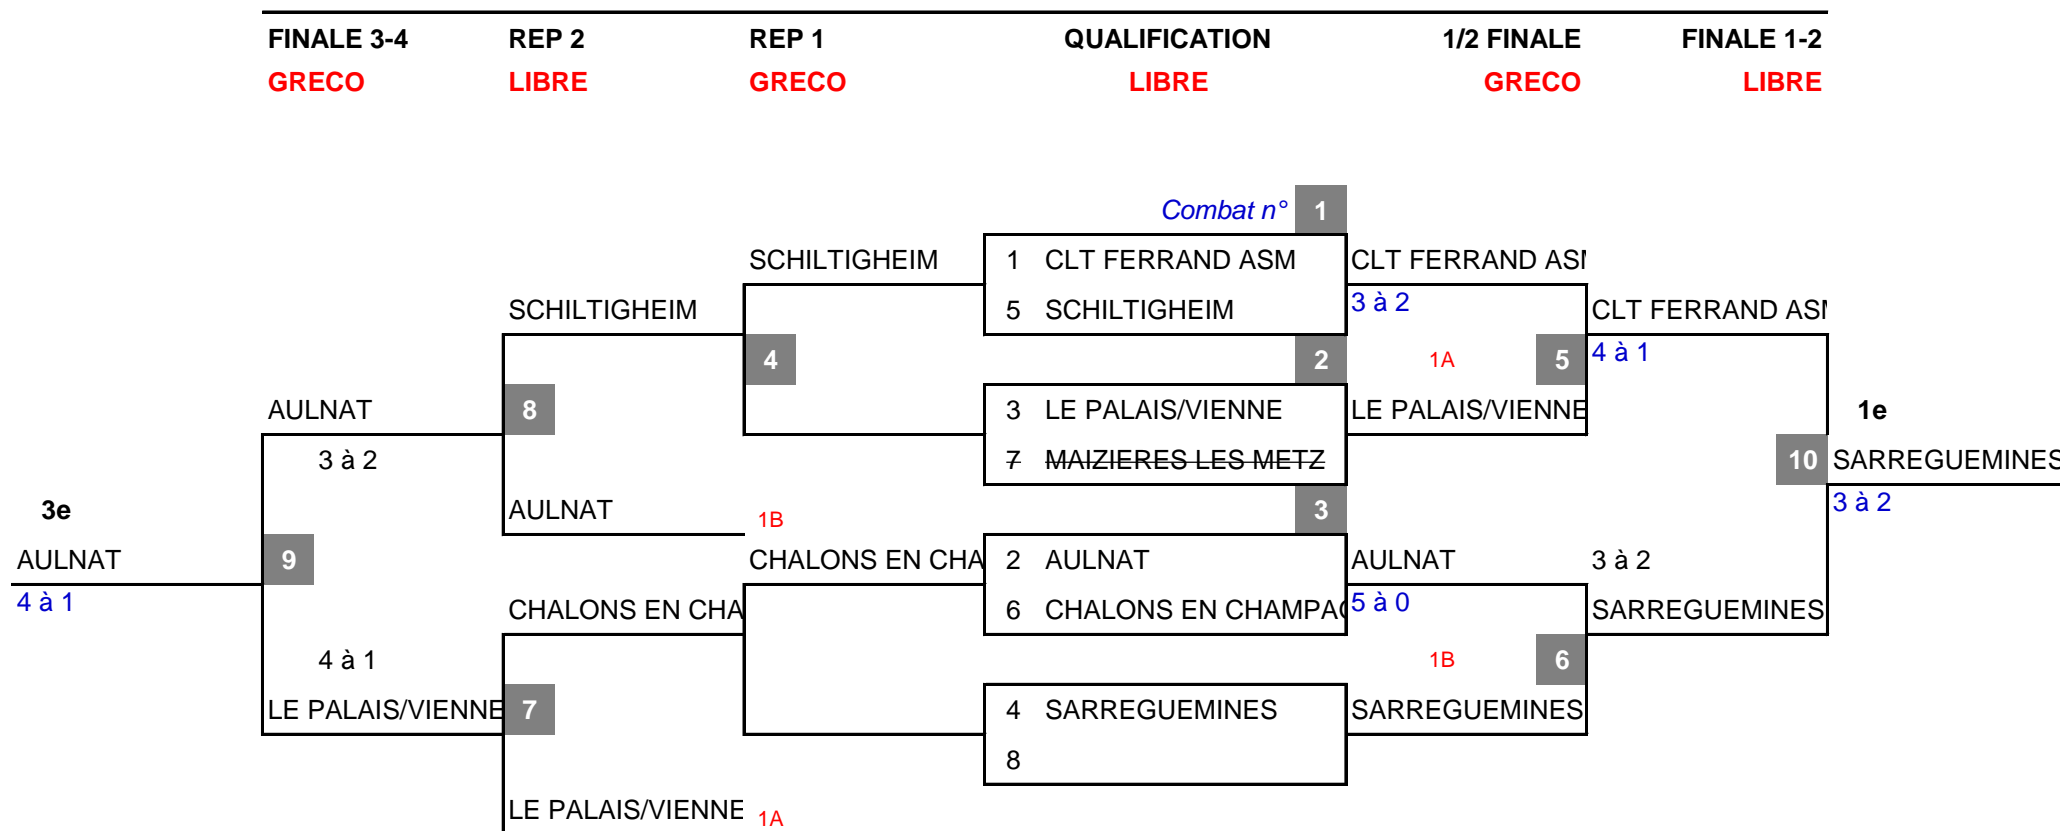 FINALE 3-4 REP 2 REP 1 QUALIFICATION 1/2 FINALE FINALE 1-2
GRECO LIBRE GRECO LIBRE GRECO LIBRE
Combat n° 1
SCHILTIGHEIM 1 CLT FERRAND ASM CLT FERRAND ASM
SCHILTIGHEIM 5 SCHILTIGHEIM 3 à 2 CLT FERRAND ASM
4 2 1A 5 4 à 1
AULNAT 8 3 LE PALAIS/VIENNE LE PALAIS/VIENNE 1e
3 à 2 7 MAIZIERES LES METZ 10 SARREGUEMINES
3e AULNAT 1B 3 3 à 2
AULNAT 9 CHALONS EN CHA 2 AULNAT AULNAT 3 à 2
4 à 1 CHALONS EN CHA 6 CHALONS EN CHAMPAG 5 à 0 SARREGUEMINES
4 à 1 1B 6
LE PALAIS/VIENNE 7 4 SARREGUEMINES SARREGUEMINES
8
LE PALAIS/VIENNE 1A